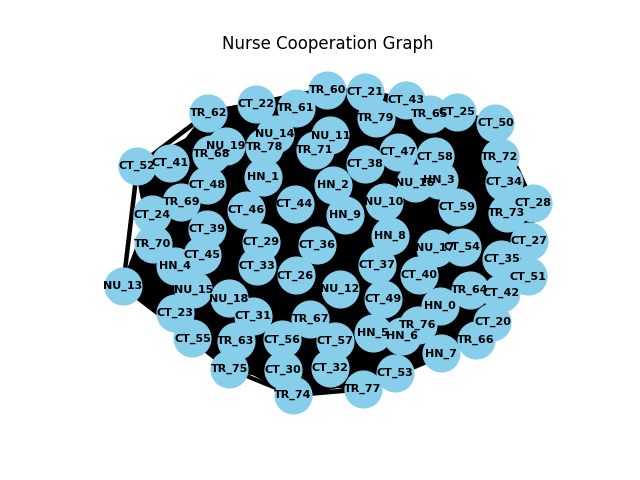 Nurse Cooperation Graph
TR_60
CT_21
CT_43
CT_22
TR_61
TR_62
TR_65
CT_25
TR_79
CT_50
NU_14
NU_11
NU_19
TR_78
TR_71
TR_68
CT_47
CT_58
TR_72
CT_52
CT_41
CT_38
HN_1
HN_2
CT_48
NU_16
HN_3
CT_34
TR_69
CT_44
NU_10
CT_28
CT_46
CT_59
CT_24
HN_9
TR_73
CT_39
HN_8
TR_70
CT_29
CT_36
NU_17
CT_54
CT_27
CT_45
HN_4
CT_33
CT_37
CT_35
CT_26
CT_40
CT_51
NU_13
NU_15
NU_12
TR_64
CT_42
NU_18
CT_49
HN_0
CT_23
CT_31
TR_67
CT_20
TR_76
CT_55
TR_63
CT_56
CT_57
HN_5
HN_6
TR_66
HN_7
TR_75
CT_30
CT_32
CT_53
TR_74
TR_77